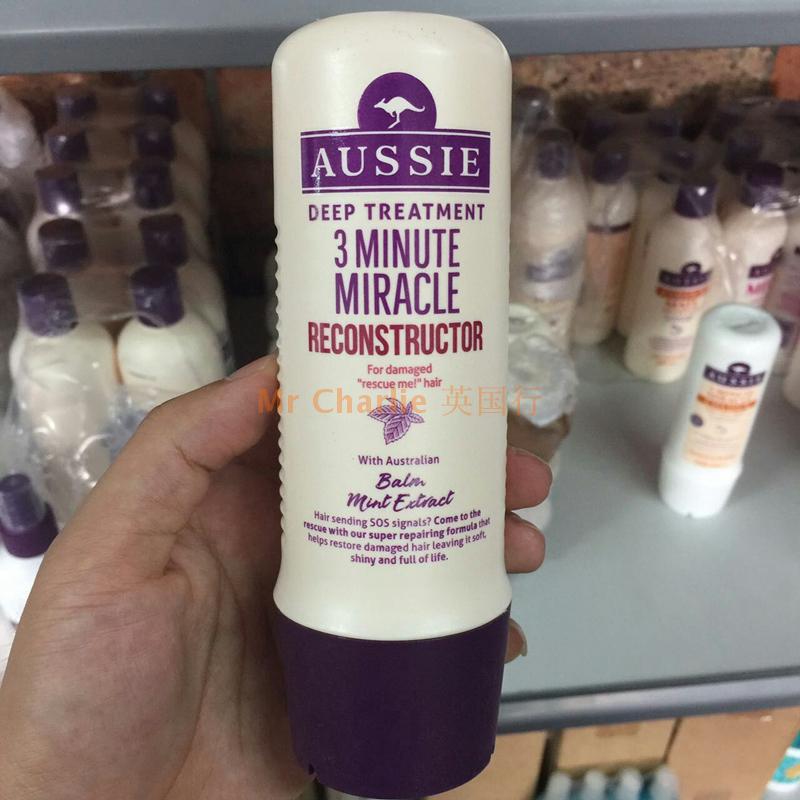 AUSSIE
DEEP TREATMENT
3 MINUTE
MIRACLE
RECONSTRUCTOR
For damaged
"rescue me!" hair
Mr Charlie 英国行
With Australian
Balm
Mint Extract
Hair sending SOS signals? Come to the
rescue with our super repairing formula that
helps restore damaged hair leaving it soft,
shiny and full of life.
AUSSIE